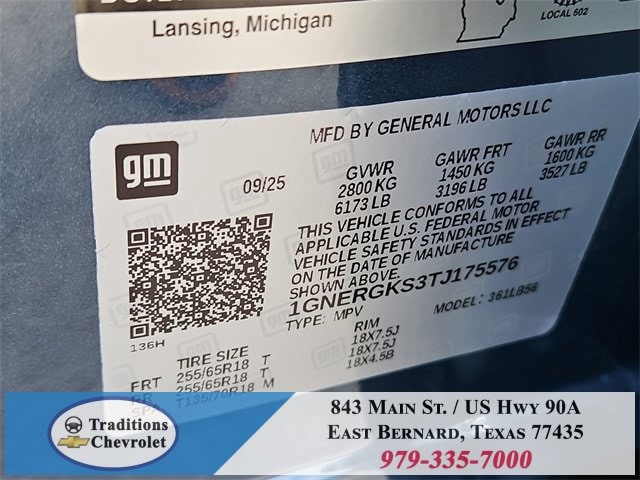 Lansing, Michigan
LOCAL 602
gm
MFD BY GENERAL MOTORS LLC
09/25
GVWR
2800 KG
6173 LB
GAWR FRT
1450 KG
3196 LB
GAWR RR
1600 KG
3527 LB
THIS VEHICLE CONFORMS TO ALL
APPLICABLE U.S. FEDERAL MOTOR
VEHICLE SAFETY STANDARDS IN EFFECT
ON THE DATE OF MANUFACTURE
SHOWN ABOVE.
1GNERGKS3TJ175576
TYPE: MPV
MODEL: 361LB56
136H
TIRE SIZE
RIM
FRT 255/65R18 T 18X7.5J
RR 255/65R18 T 18X7.5J
T135/70R18 M 18X4.5B
Traditions
Chevrolet
843 Main St. / US Hwy 90A
East Bernard, Texas 77435
979-335-7000